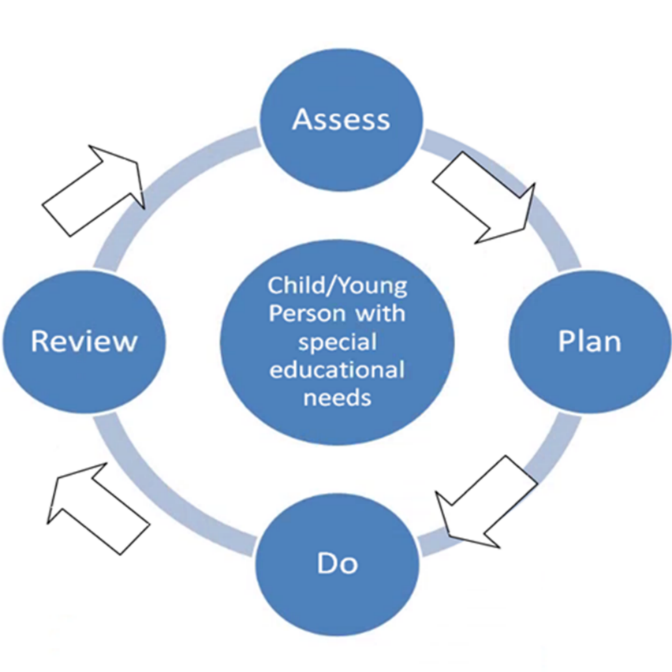 Assess
Child/Young
Person with
special
educational
needs
Review
Plan
Do